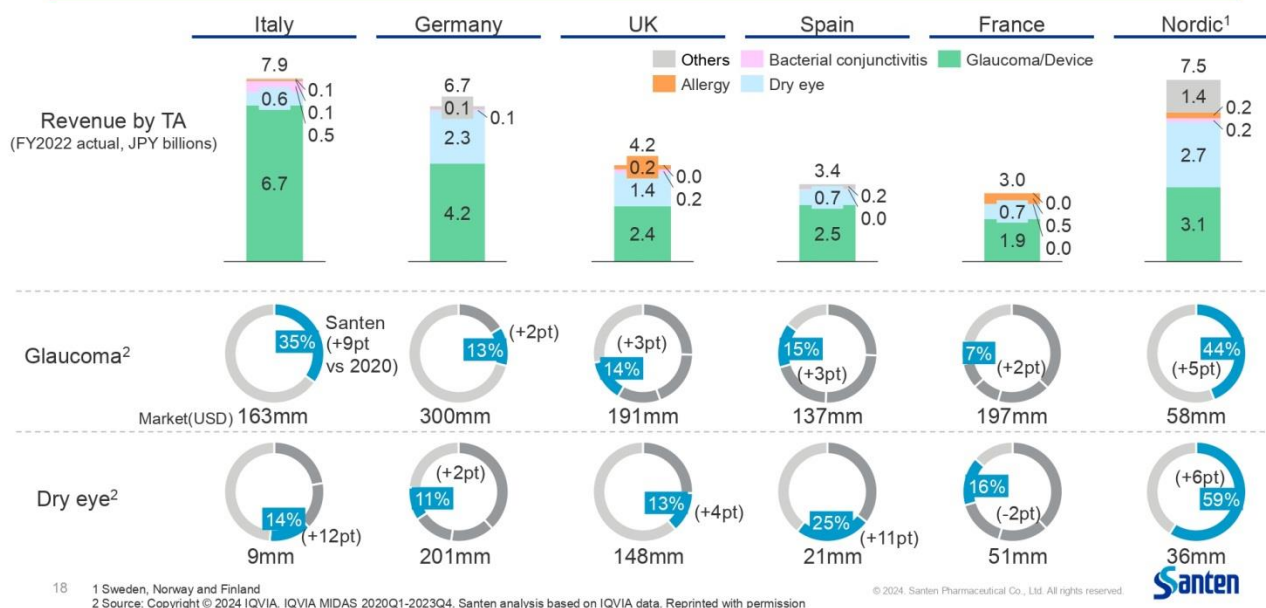 Italy Germany UK Spain France Nordic1
Others Bacterial conjunctivitis Glaucoma/Device
Allergy Dry eye
Revenue by TA
(FY2022 actual, JPY billions)
7.9
0.1
0.1
0.5
0.6
6.7
6.7
0.1
0.1
2.3
4.2
4.2
0.2
0.0
0.2
1.4
2.4
3.4
0.2
0.0
0.7
2.5
3.0
0.0
0.5
0.0
0.7
1.9
7.5
1.4
0.2
0.2
2.7
3.1
Glaucoma2
35% Santen
(+9pt
vs 2020)
13% (+2pt)
14% (+3pt)
15% (+3pt)
7% (+2pt)
44% (+5pt)
Market(USD) 163mm 300mm 191mm 137mm 197mm 58mm
Dry eye2
14% (+12pt)
11% (+2pt)
13% (+4pt)
25% (+11pt)
16% (-2pt)
59% (+6pt)
9mm 201mm 148mm 21mm 51mm 36mm
18 1 Sweden, Norway and Finland
2 Source: Copyright © 2024 IQVIA. IQVIA MIDAS 2020Q1-2023Q4. Santen analysis based on IQVIA data. Reprinted with permission
© 2024. Santen Pharmaceutical Co., Ltd. All rights reserved.
Santen